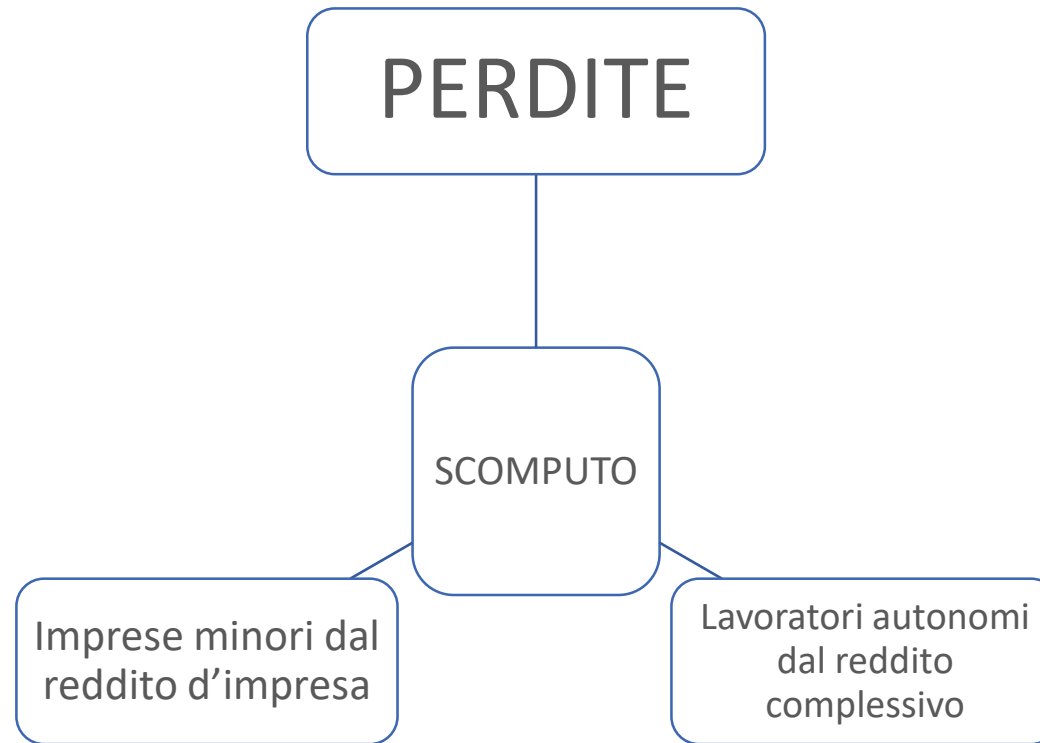 PERDITE
SCOMPUTO
Imprese minori dal
reddito d’impresa
Lavoratori autonomi
dal reddito
complessivo